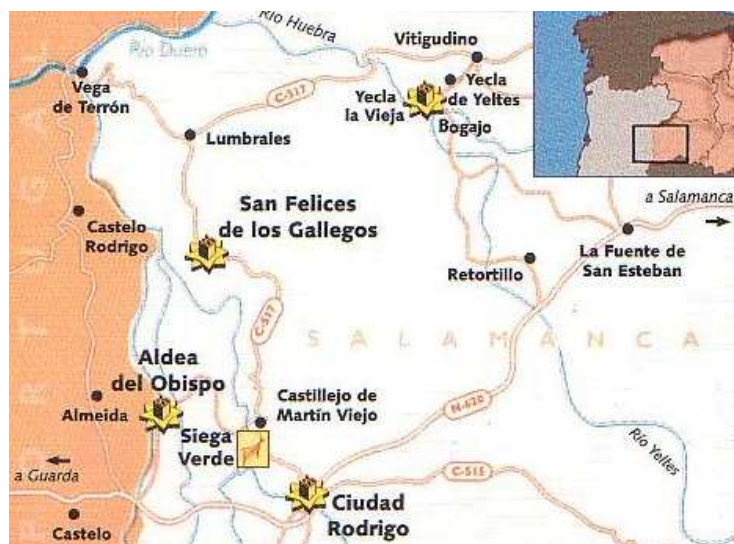 Río Huebra
Río Duero
Vitigudino
Vega
de Terrón
Yecla
de Yeltes
Yecla
la Vieja
C-517
Bogajo
Lumbrales
a Salamanca
San Felices
de los Gallegos
Castelo
Rodrigo
La Fuente de
San Esteban
Retortillo
C-517
SALAMANCA
Aldea
del Obispo
Castillejo de
Martín Viejo
Almeida
N-620
Siega
Verde
Río Yeltes
a Guarda
C-515
Ciudad
Rodrigo
Castelo